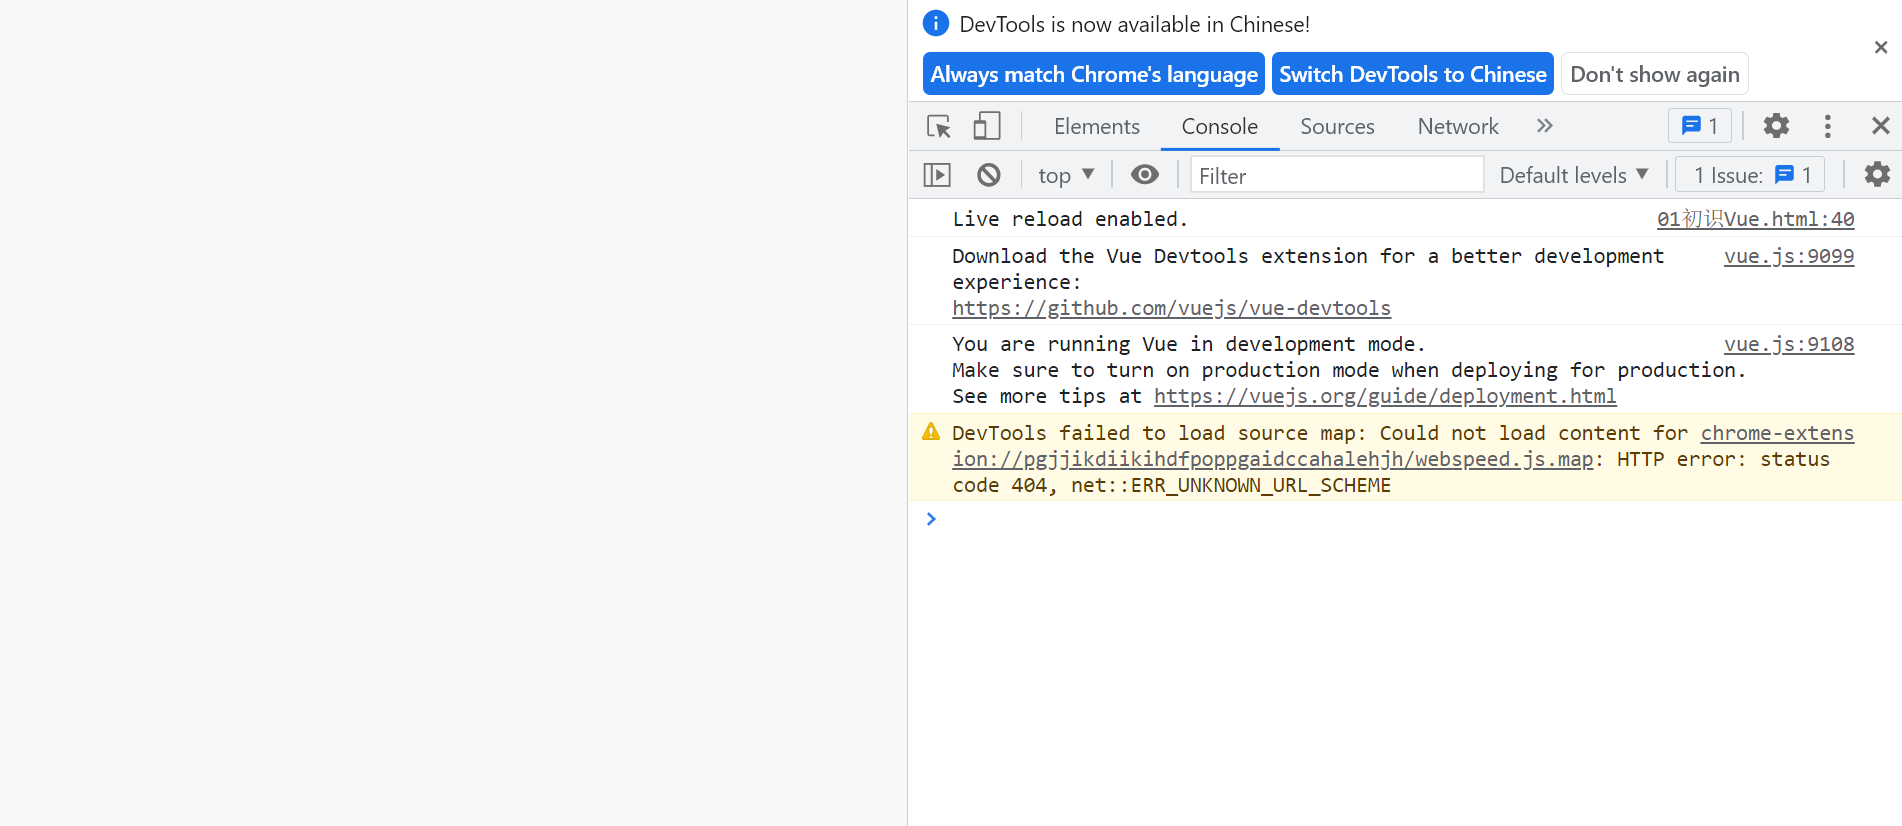 DevTools is now available in Chinese!
Always match Chrome's language Switch DevTools to Chinese Don't show again
Elements Console Sources Network 1
top Filter Default levels 1 Issue: 1
Live reload enabled. 01初识Vue.html:40
Download the Vue Devtools extension for a better development vue.js:9099
experience:
https://github.com/vuejs/vue-devtools
You are running Vue in development mode. vue.js:9108
Make sure to turn on production mode when deploying for production.
See more tips at https://vuejs.org/guide/deployment.html
DevTools failed to load source map: Could not load content for chrome-extens
ion://pgjjikdiikihdfpoppgaidccahalehjh/webspeed.js.map: HTTP error: status
code 404, net::ERR_UNKNOWN_URL_SCHEME